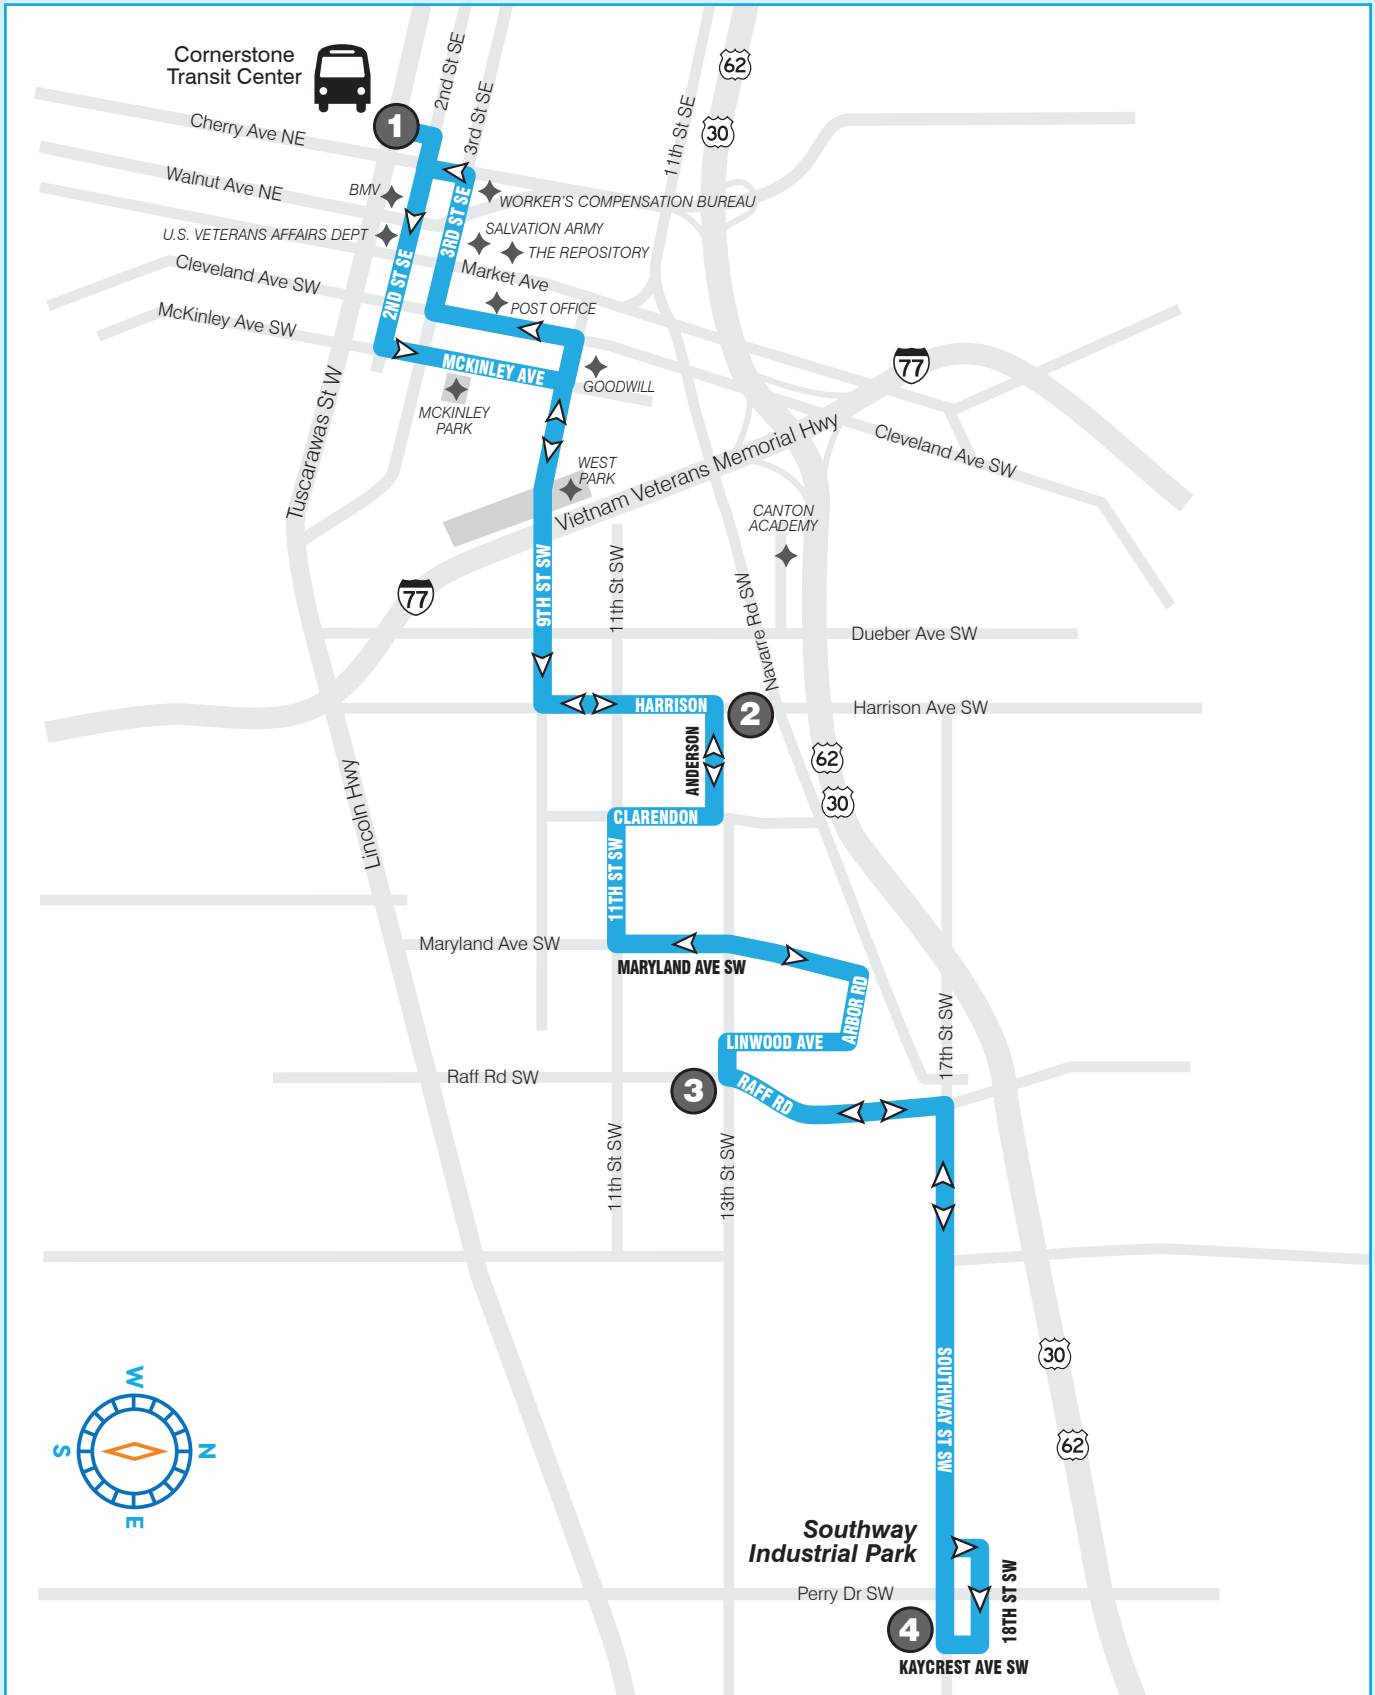 Cornerstone
Transit Center
1
2nd St SE
3rd St SE
11th St SE
62
30
Cherry Ave NE
Walnut Ave NE
BMV
WORKER'S COMPENSATION BUREAU
U.S. VETERANS AFFAIRS DEPT
3RD ST SE
SALVATION ARMY
THE REPOSITORY
Cleveland Ave SW
2ND ST SE
Market Ave
POST OFFICE
McKinley Ave SW
MCKINLEY AVE
GOODWILL
77
MCKINLEY
PARK
Tuscarawas St W
Vietnam Veterans Memorial Hwy
Cleveland Ave SW
WEST
PARK
CANTON
ACADEMY
77
9TH ST SW
11th St SW
Navarre Rd SW
Dueber Ave SW
HARRISON
2
Harrison Ave SW
ANDERSON
62
30
Lincoln Hwy
CLARENDON
11TH ST SW
Maryland Ave SW
MARYLAND AVE SW
ARBOR RD
LINWOOD AVE
17th St SW
Raff Rd SW
3
RAFF RD
11th St SW
13th St SW
SOUTHWAY ST SW
30
62
W
S
N
E
Southway
Industrial Park
Perry Dr SW
18TH ST SW
4
KAYCREST AVE SW